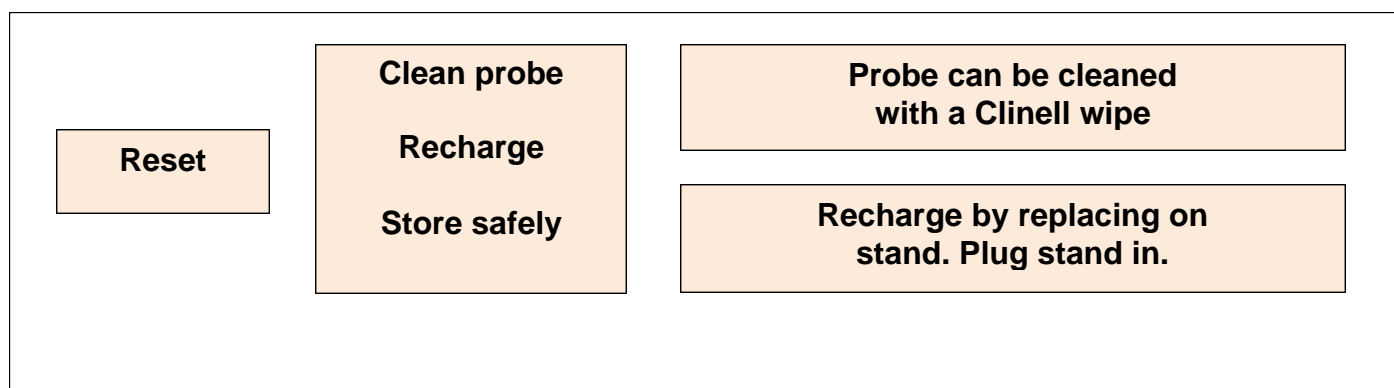 Reset
Clean probe
Recharge
Store safely
Probe can be cleaned
with a Clinell wipe
Recharge by replacing on
stand. Plug stand in.